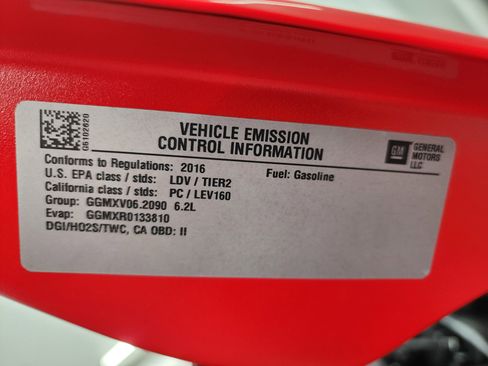 VEHICLE EMISSION
CONTROL INFORMATION
GM GENERAL
MOTORS
LLC
Conforms to Regulations: 2016 Fuel: Gasoline
U.S. EPA class / stds: LDV / TIER2
California class / stds: PC / LEV160
Group: GGMXV06.2090 6.2L
Evap: GGMXR0133810
DGI/HO2S/TWC, CA OBD: II